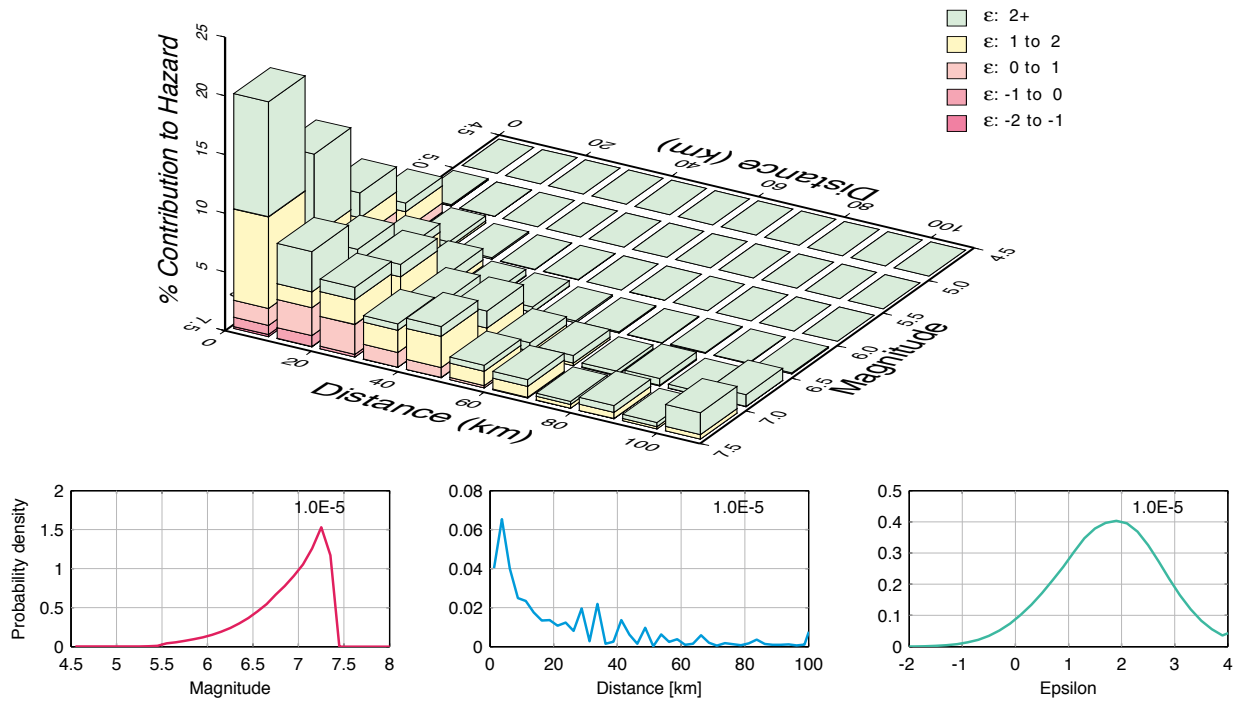 ε: 2+
ε: 1 to 2
ε: 0 to 1
ε: -1 to 0
ε: -2 to -1
% Contribution to Hazard
25
20
15
10
5
0
20
40
60
80
100
Distance (km)
4.5
5.0
0
20
40
60
80
100
Distance (km)
4.5
5.0
5.5
6.0
6.5
7.0
7.5
Magnitude
7.5
Probability density
2
1.5
1
0.5
0
1.0E-5
4.5 5 5.5 6 6.5 7 7.5 8
Magnitude
0.08
0.06
0.04
0.02
0
1.0E-5
0 20 40 60 80 100
Distance [km]
0.5
0.4
0.3
0.2
0.1
0
1.0E-5
-2 -1 0 1 2 3 4
Epsilon